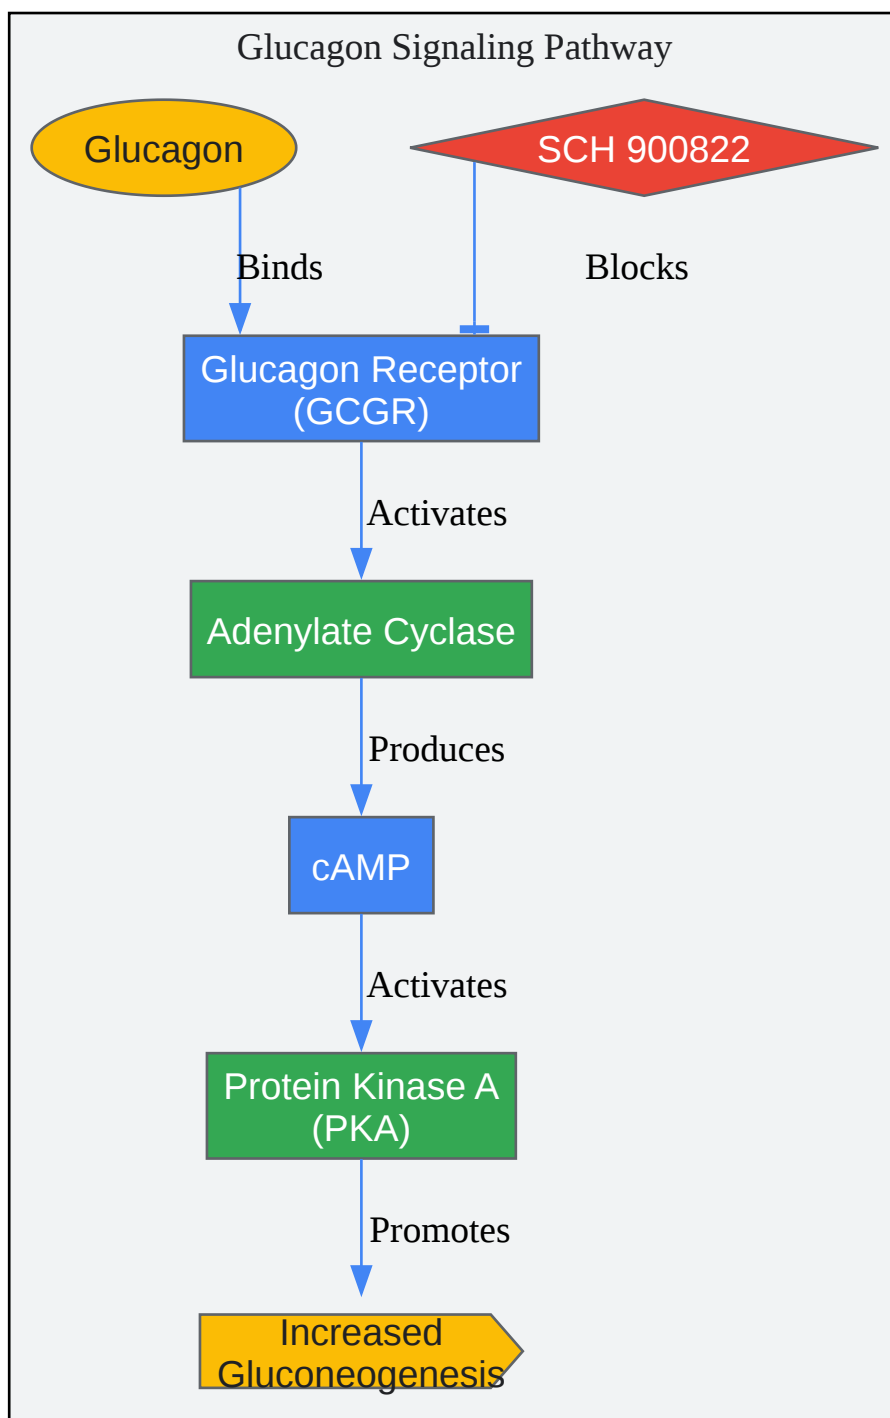 Glucagon Signaling Pathway
Glucagon
SCH 900822
Binds
Blocks
Glucagon Receptor
(GCGR)
Activates
Adenylate Cyclase
Produces
cAMP
Activates
Protein Kinase A
(PKA)
Promotes
Increased
Gluconeogenesis